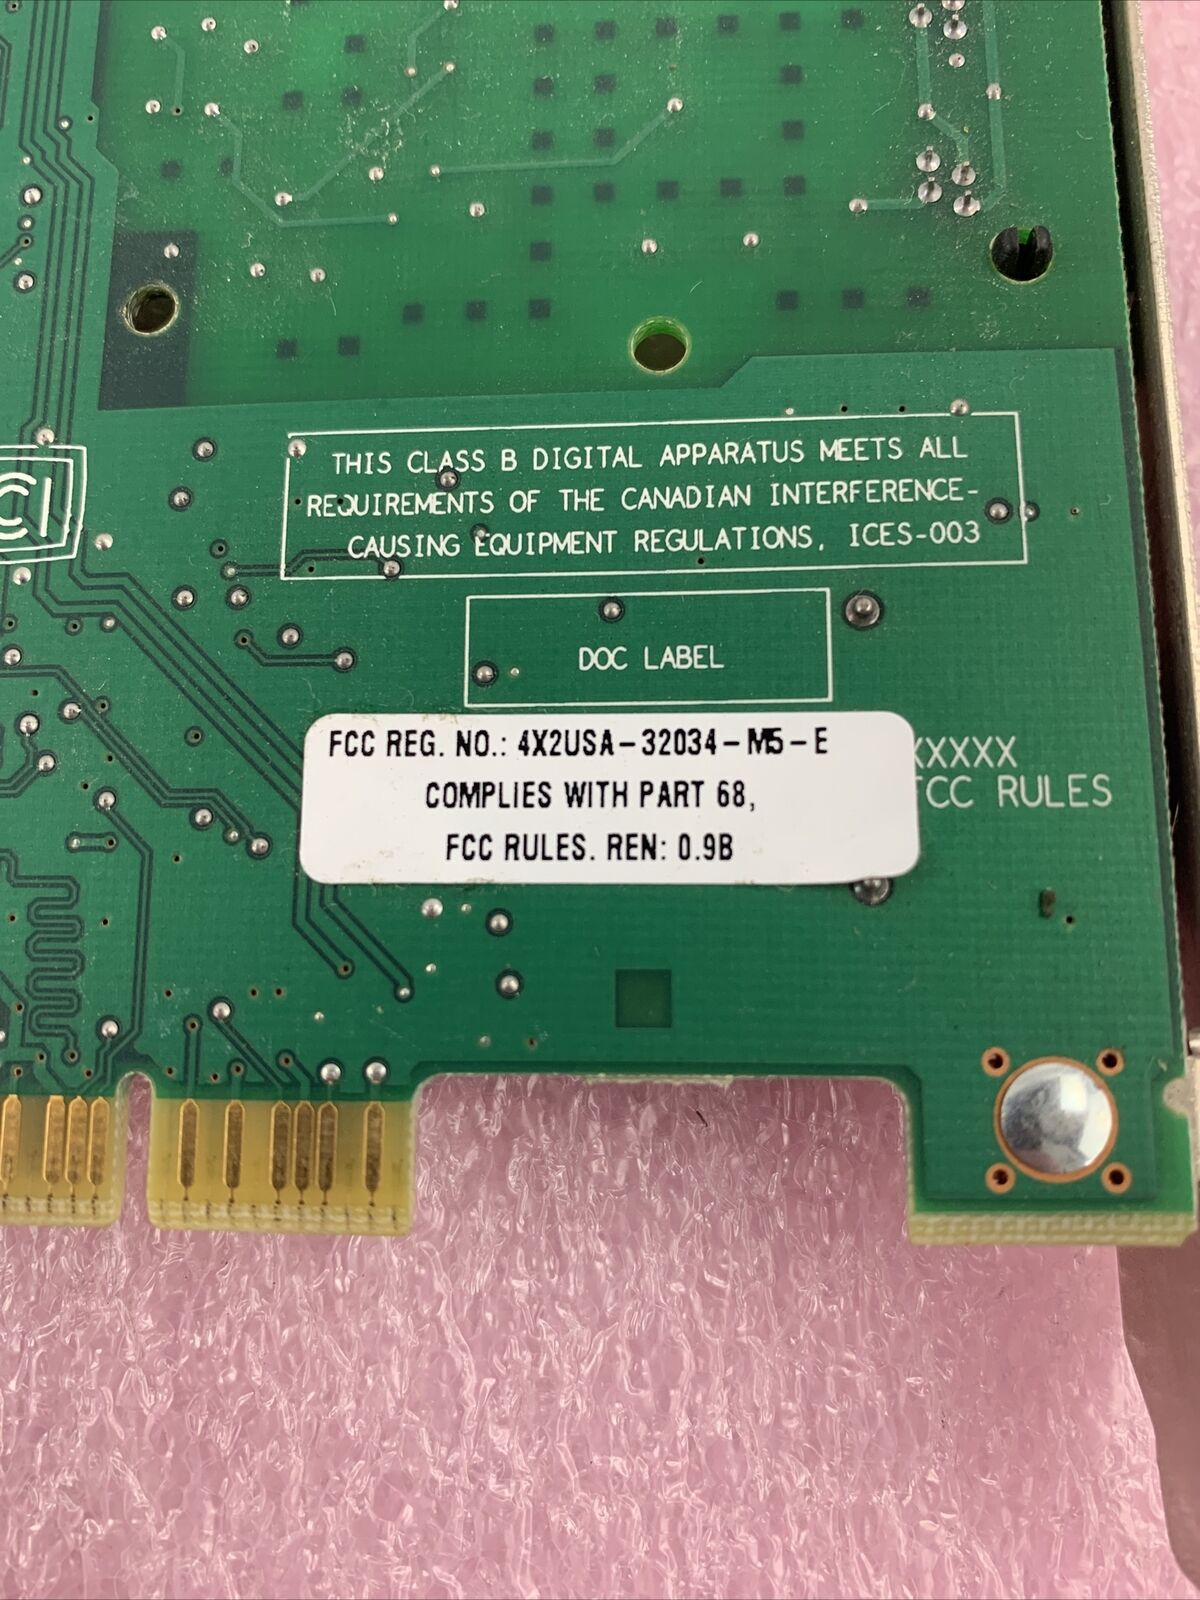 THIS CLASS B DIGITAL APPARATUS MEETS ALL
REQUIREMENTS OF THE CANADIAN INTERFERENCE-
CAUSING EQUIPMENT REGULATIONS, ICES-003
CI
DOC LABEL
FCC REG. NO.: 4X2USA-32034-M5-E
COMPLIES WITH PART 68,
FCC RULES. REN: 0.9B
XXXXX
FCC RULES